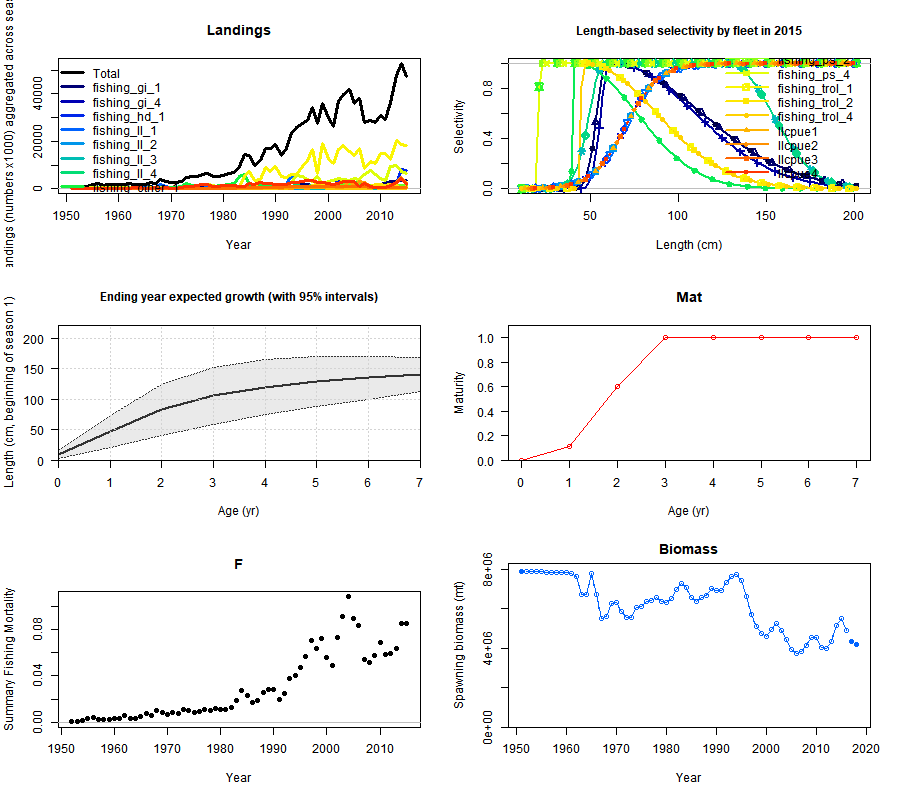 Landings
andings (numbers x1000) aggregated across seas
0 20000 40000
Total
fishing_gi_1
fishing_gi_4
fishing_hd_1
fishing_ll_1
fishing_ll_2
fishing_ll_3
fishing_ll_4
1950 1960 1970 1980 1990 2000 2010
Year
Length-based selectivity by fleet in 2015
Selectivity
0.0 0.4 0.8
fishing_ps_2
fishing_ps_4
fishing_trol_1
fishing_trol_2
fishing_trol_4
llcpue1
llcpue2
llcpue3
50 100 150 200
Length (cm)
Ending year expected growth (with 95% intervals)
Length (cm, beginning of season 1)
0 50 100 150 200
0 1 2 3 4 5 6 7
Age (yr)
Mat
Maturity
0.0 0.2 0.4 0.6 0.8 1.0
0 1 2 3 4 5 6 7
Age (yr)
F
Summary Fishing Mortality
0.00 0.04 0.08
1950 1960 1970 1980 1990 2000 2010
Year
Biomass
Spawning biomass (mt)
0e+00 4e+06 8e+06
1950 1960 1970 1980 1990 2000 2010 2020
Year